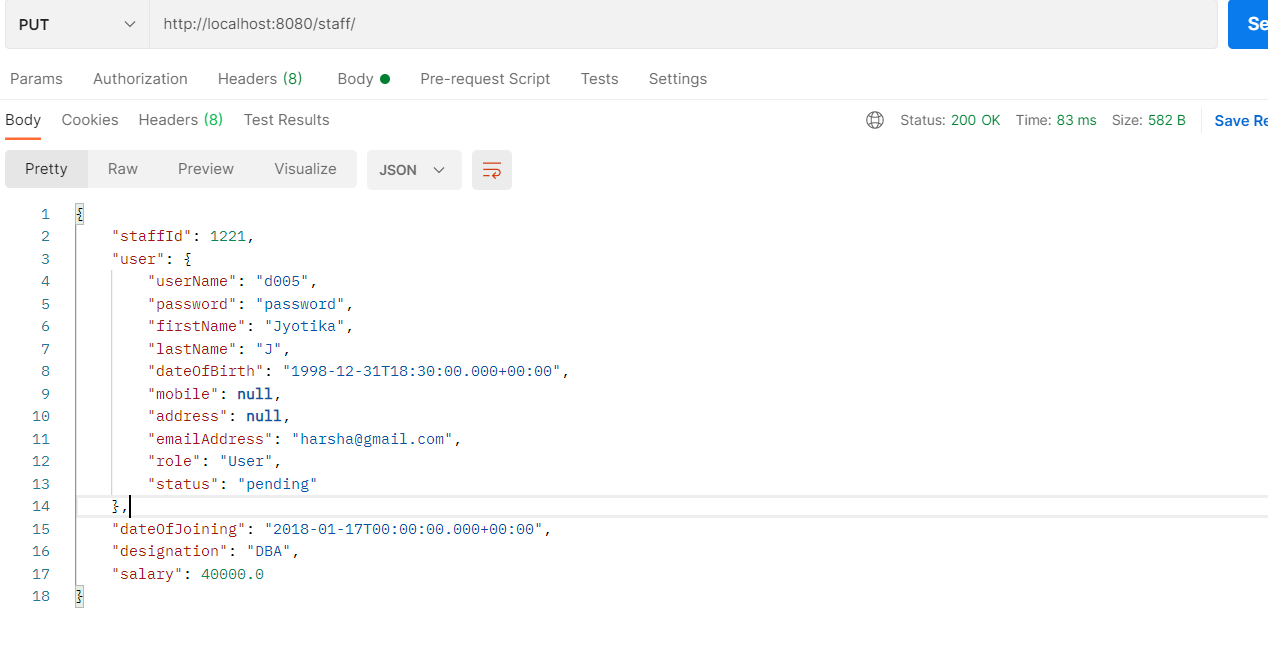 PUT http://localhost:8080/staff/ Se
Params Authorization Headers (8) Body Pre-request Script Tests Settings
Body Cookies Headers (8) Test Results Status: 200 OK Time: 83 ms Size: 582 B Save Re
Pretty Raw Preview Visualize JSON
1 {
2 "staffId": 1221,
3 "user": {
4 "userName": "d005",
5 "password": "password",
6 "firstName": "Jyotika",
7 "lastName": "J",
8 "dateOfBirth": "1998-12-31T18:30:00.000+00:00",
9 "mobile": null,
10 "address": null,
11 "emailAddress": "harsha@gmail.com",
12 "role": "User",
13 "status": "pending"
14 },
15 "dateOfJoining": "2018-01-17T00:00:00.000+00:00",
16 "designation": "DBA",
17 "salary": 40000.0
18 }